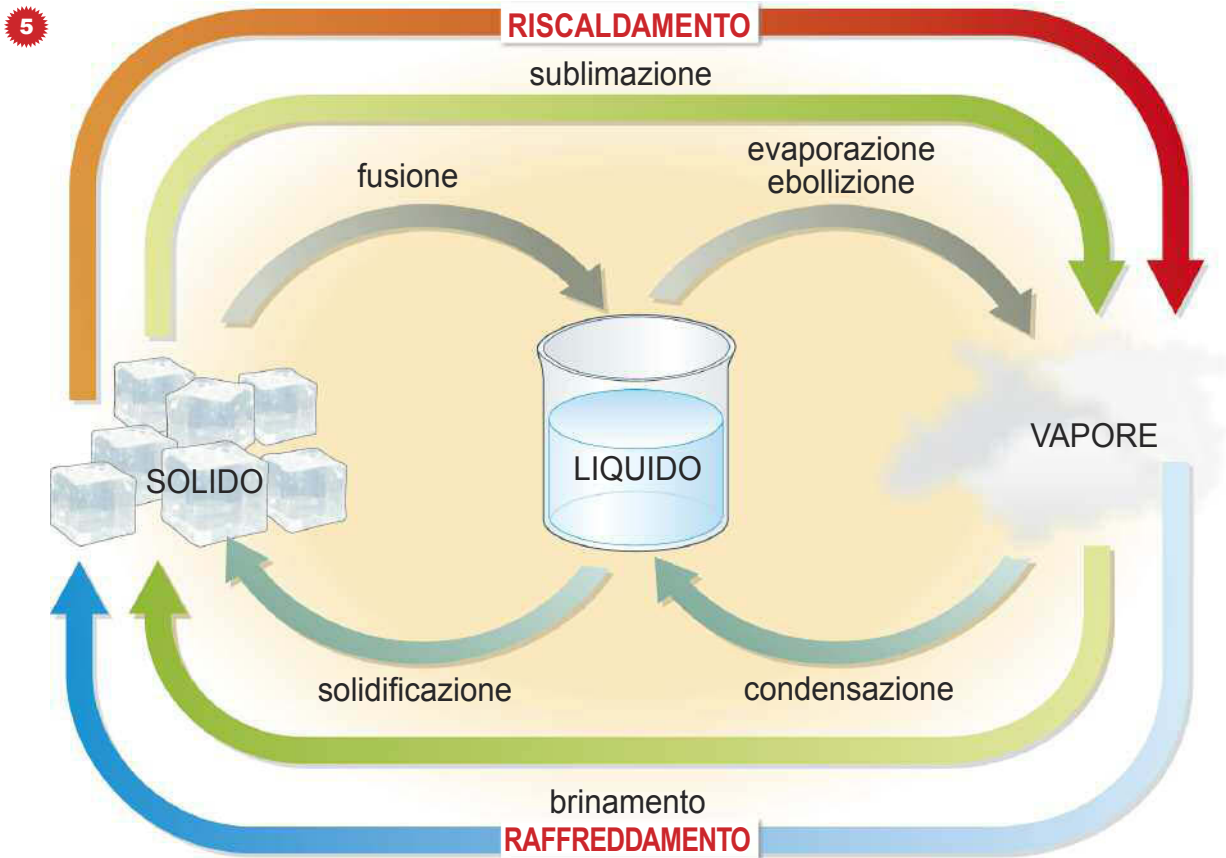 5
RISCALDAMENTO
sublimazione
fusione
evaporazione
ebollizione
SOLIDO
LIQUIDO
VAPORE
solidificazione
condensazione
brinamento
RAFFREDDAMENTO